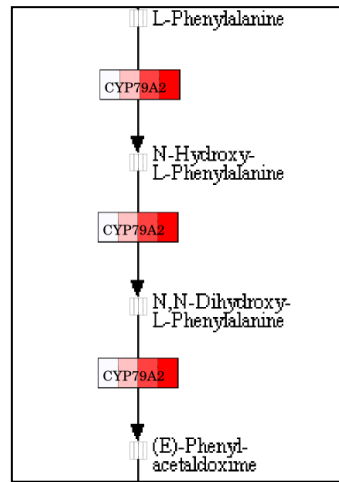 L-Phenylalanine
CYP79A2
N-Hydroxy-
L-Phenylalanine
CYP79A2
N,N-Dihydroxy-
L-Phenylalanine
CYP79A2
(E)-Phenyl-
acetaldoxime